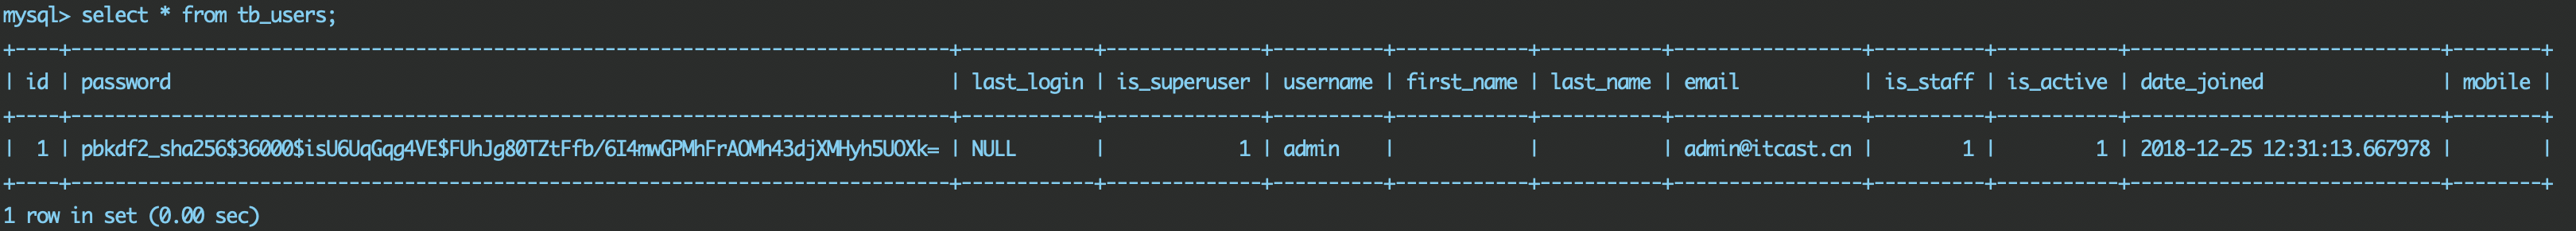 mysql> select * from tb_users;
+----+-------------------------------------------------------------------------------+------------+--------------+----------+------------+-----------+-----------------+----------+-----------+----------------------------+--------+
| id | password | last_login | is_superuser | username | first_name | last_name | email | is_staff | is_active | date_joined | mobile |
+----+-------------------------------------------------------------------------------+------------+--------------+----------+------------+-----------+-----------------+----------+-----------+----------------------------+--------+
| 1 | pbkdf2_sha256$36000$isU6UqGqg4VE$FUhJg80TZtFfb/6I4mwGPMhFrAOMh43djXMHyh5UOXk= | NULL | 1 | admin | | | admin@itcast.cn | 1 | 1 | 2018-12-25 12:31:13.667978 | |
+----+-------------------------------------------------------------------------------+------------+--------------+----------+------------+-----------+-----------------+----------+-----------+----------------------------+--------+
1 row in set (0.00 sec)